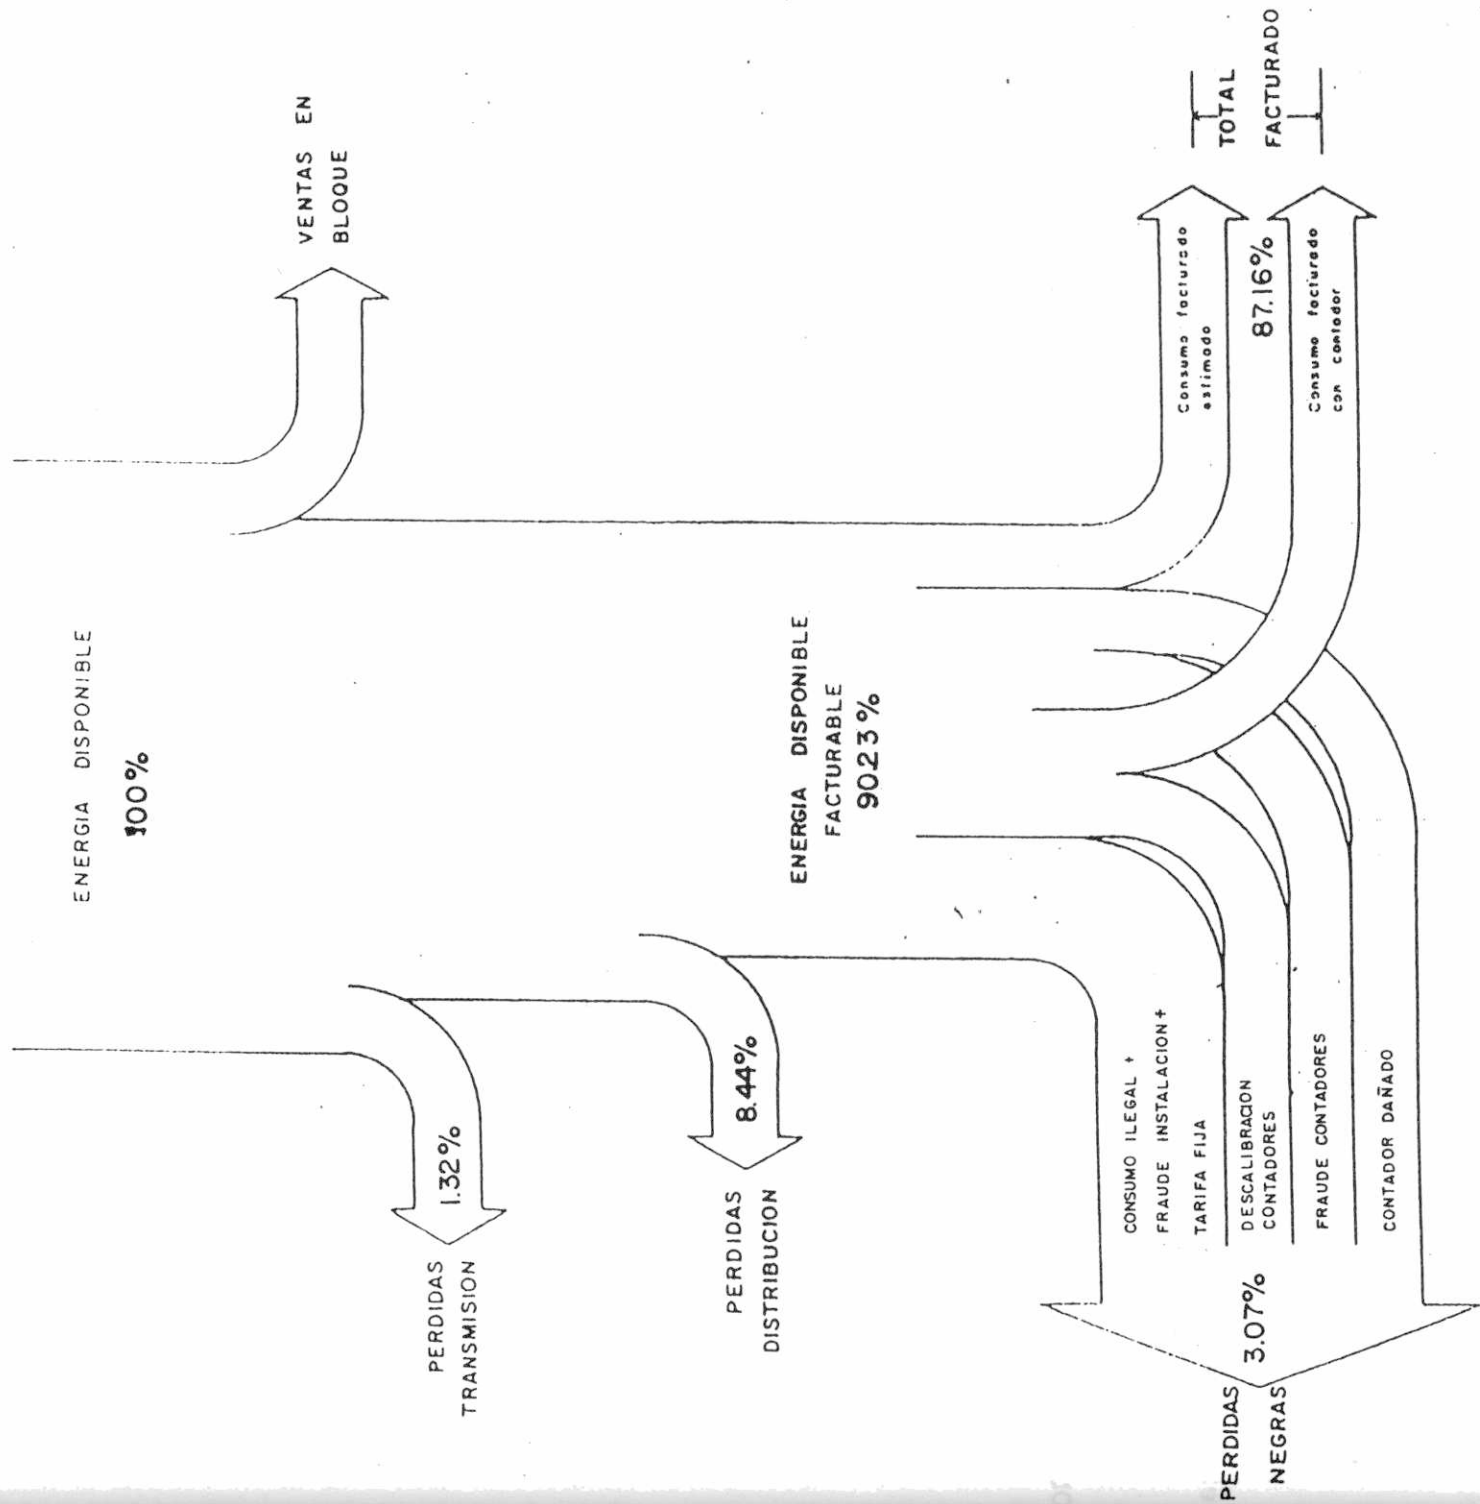 ENERGIA DISPONIBLE
100%
VENTAS EN
BLOQUE
PERDIDAS
TRANSMISION
1.32%
PERDIDAS
DISTRIBUCION
8.44%
ENERGIA DISPONIBLE
FACTURABLE
90.23%
Consumo facturado
estimado
87.16%
Consumo facturado
con contador
TOTAL
FACTURADO
CONSUMO ILEGAL +
FRAUDE INSTALACION+
TARIFA FIJA
DESCALIBRACION
CONTADORES
FRAUDE CONTADORES
CONTADOR DAÑADO
3.07%
PERDIDAS
NEGRAS